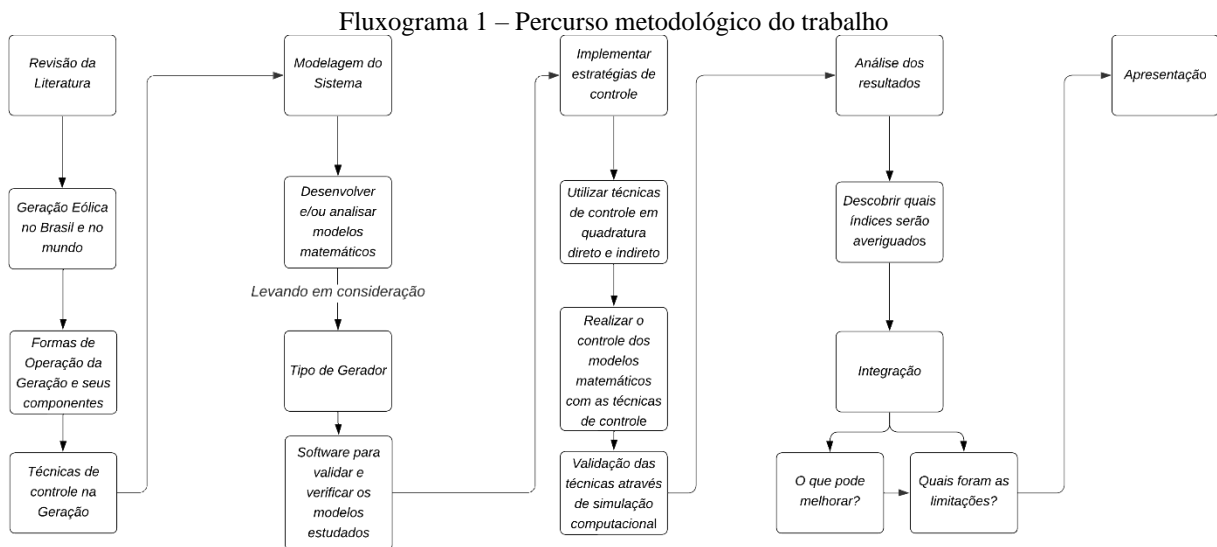 Fluxograma 1 – Percurso metodológico do trabalho
Revisão da
Literatura
Geração Eólica
no Brasil e no
mundo
Formas de
Operação da
Geração e seus
componentes
Técnicas de
controle na
Geração
Modelagem do
Sistema
Desenvolver
e/ou analisar
modelos
matemáticos
Levando em consideração
Tipo de Gerador
Software para
validar e
verificar os
modelos
estudados
Implementar
estratégias de
controle
Utilizar técnicas
de controle em
quadratura
direto e indireto
Realizar o
controle dos
modelos
matemáticos
com as técnicas
de controle
Validação das
técnicas através
de simulação
computacional
Análise dos
resultados
Descobrir quais
índices serão
averiguados
Integração
O que pode
melhorar?
Quais foram as
limitações?
Apresentação